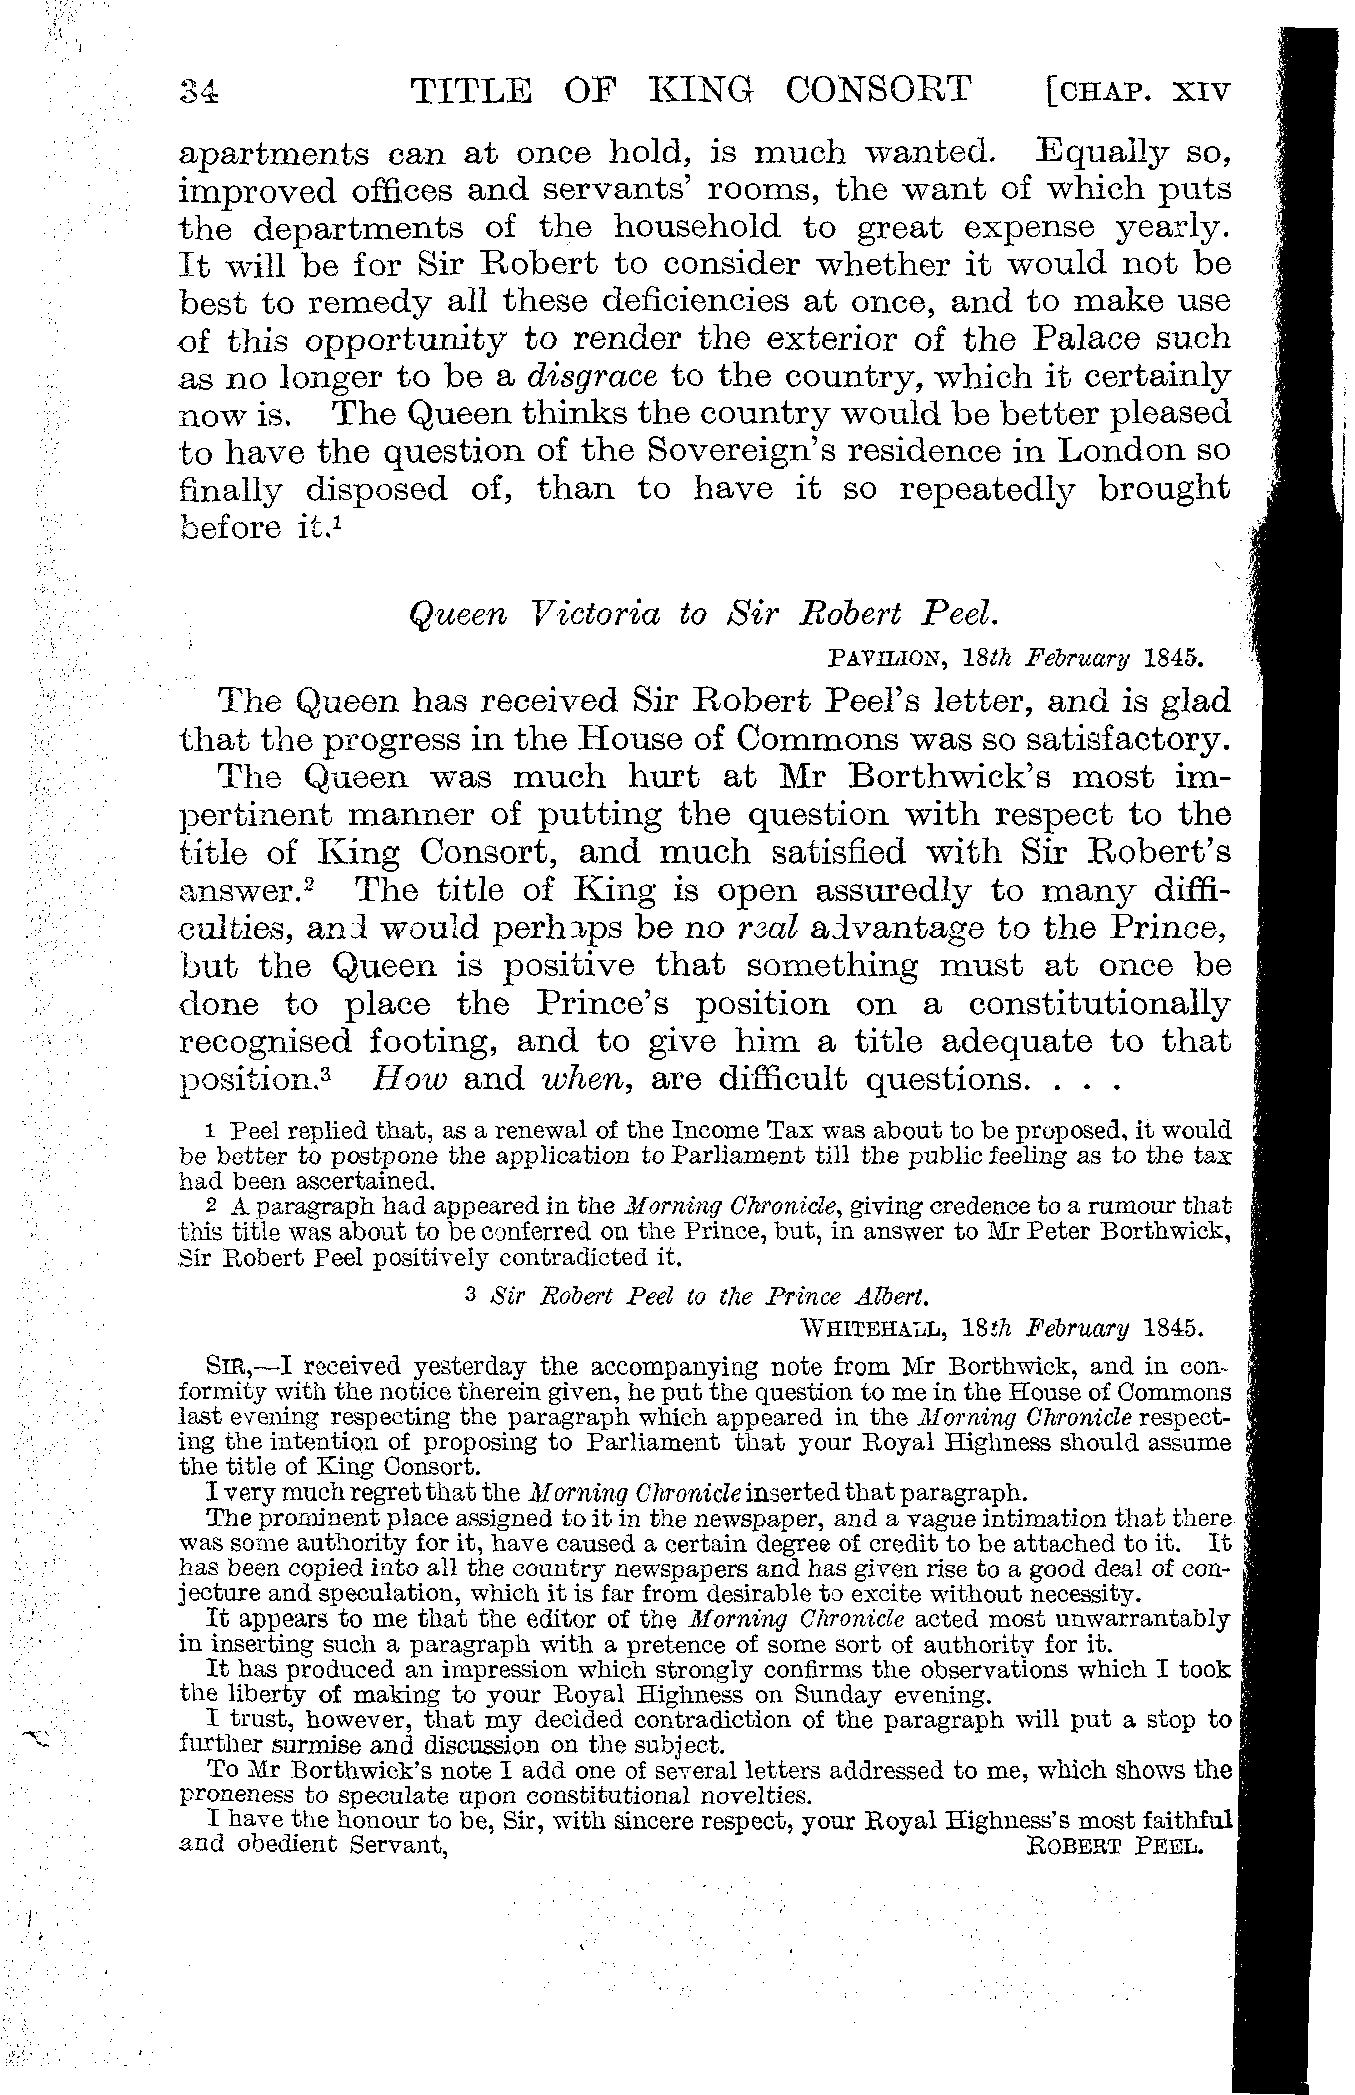 34 TITLE OF KING CONSORT [CHAP. XIV
apartments can at once hold, is much wanted. Equally so,
improved offices and servants' rooms, the want of which puts
the departments of the household to great expense yearly.
It will be for Sir Robert to consider whether it would not be
best to remedy all these deficiencies at once, and to make use
of this opportunity to render the exterior of the Palace such
as no longer to be a disgrace to the country, which it certainly
now is. The Queen thinks the country would be better pleased
to have the question of the Sovereign's residence in London so
finally disposed of, than to have it so repeatedly brought
before it.¹
Queen Victoria to Sir Robert Peel.
PAVILION, 18th February 1845.
The Queen has received Sir Robert Peel's letter, and is glad
that the progress in the House of Commons was so satisfactory.
The Queen was much hurt at Mr Borthwick's most im-
pertinent manner of putting the question with respect to the
title of King Consort, and much satisfied with Sir Robert's
answer.² The title of King is open assuredly to many diffi-
culties, and would perhaps be no real advantage to the Prince,
but the Queen is positive that something must at once be
done to place the Prince's position on a constitutionally
recognised footing, and to give him a title adequate to that
position.³ How and when, are difficult questions. . . .
1 Peel replied that, as a renewal of the Income Tax was about to be proposed, it would
be better to postpone the application to Parliament till the public feeling as to the tax
had been ascertained.
2 A paragraph had appeared in the Morning Chronicle, giving credence to a rumour that
this title was about to be conferred on the Prince, but, in answer to Mr Peter Borthwick,
Sir Robert Peel positively contradicted it.
3 Sir Robert Peel to the Prince Albert.
WHITEHALL, 18th February 1845.
SIR,—I received yesterday the accompanying note from Mr Borthwick, and in con-
formity with the notice therein given, he put the question to me in the House of Commons
last evening respecting the paragraph which appeared in the Morning Chronicle respect-
ing the intention of proposing to Parliament that your Royal Highness should assume
the title of King Consort.
I very much regret that the Morning Chronicle inserted that paragraph.
The prominent place assigned to it in the newspaper, and a vague intimation that there
was some authority for it, have caused a certain degree of credit to be attached to it. It
has been copied into all the country newspapers and has given rise to a good deal of con-
jecture and speculation, which it is far from desirable to excite without necessity.
It appears to me that the editor of the Morning Chronicle acted most unwarrantably
in inserting such a paragraph with a pretence of some sort of authority for it.
It has produced an impression which strongly confirms the observations which I took
the liberty of making to your Royal Highness on Sunday evening.
I trust, however, that my decided contradiction of the paragraph will put a stop to
further surmise and discussion on the subject.
To Mr Borthwick's note I add one of several letters addressed to me, which shows the
proneness to speculate upon constitutional novelties.
I have the honour to be, Sir, with sincere respect, your Royal Highness's most faithful
and obedient Servant, ROBERT PEEL.